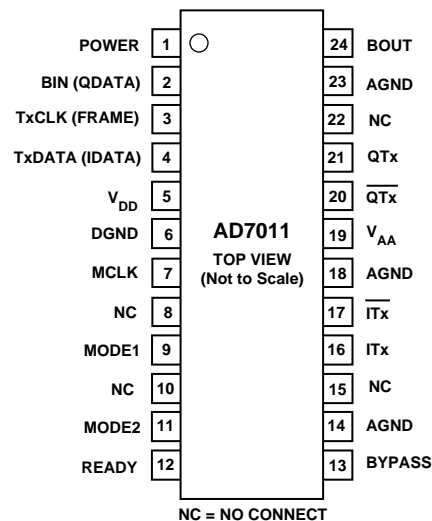 POWER 1 24 BOUT
BIN (QDATA) 2 23 AGND
TxCLK (FRAME) 3 22 NC
TxDATA (IDATA) 4 21 QTx
VDD 5 20 QTx
DGND 6 AD7011 19 VAA
TOP VIEW
MCLK 7 (Not to Scale) 18 AGND
NC 8 17 ITx
MODE1 9 16 ITx
NC 10 15 NC
MODE2 11 14 AGND
READY 12 13 BYPASS
NC = NO CONNECT